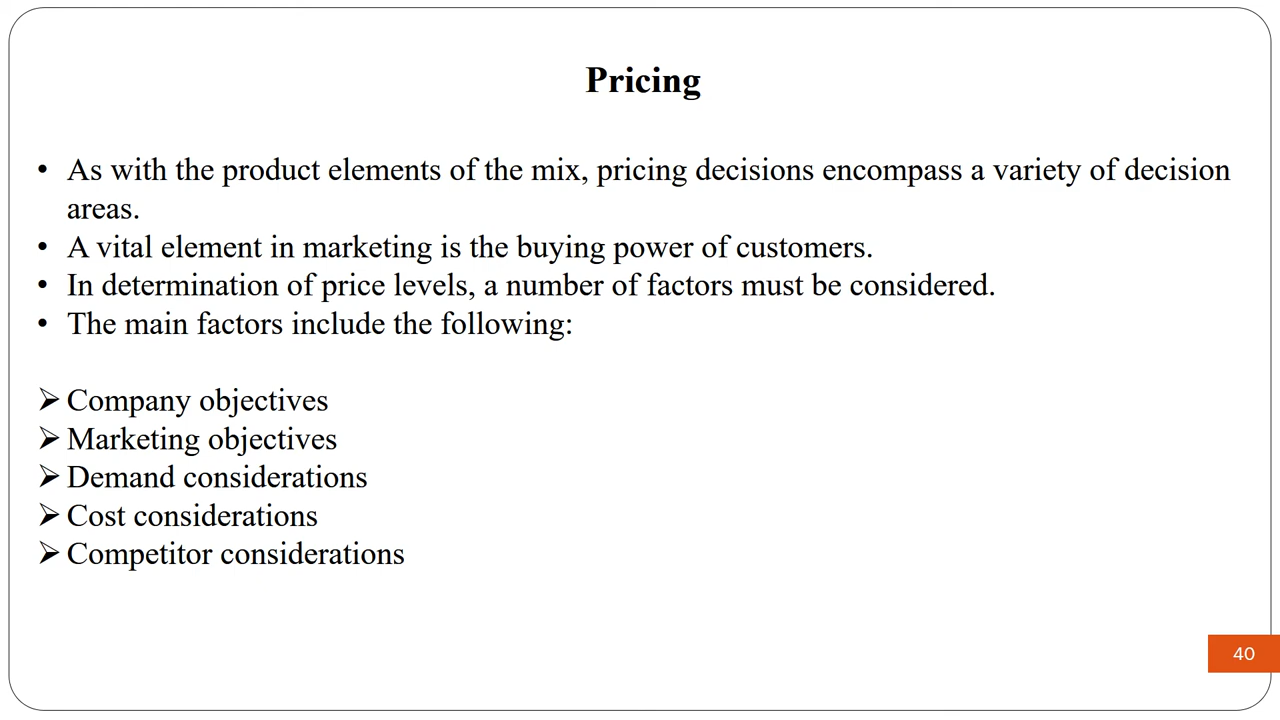 Pricing
• As with the product elements of the mix, pricing decisions encompass a variety of decision
areas.
• A vital element in marketing is the buying power of customers.
• In determination of price levels, a number of factors must be considered.
• The main factors include the following:
➢ Company objectives
➢ Marketing objectives
➢ Demand considerations
➢ Cost considerations
➢ Competitor considerations
40